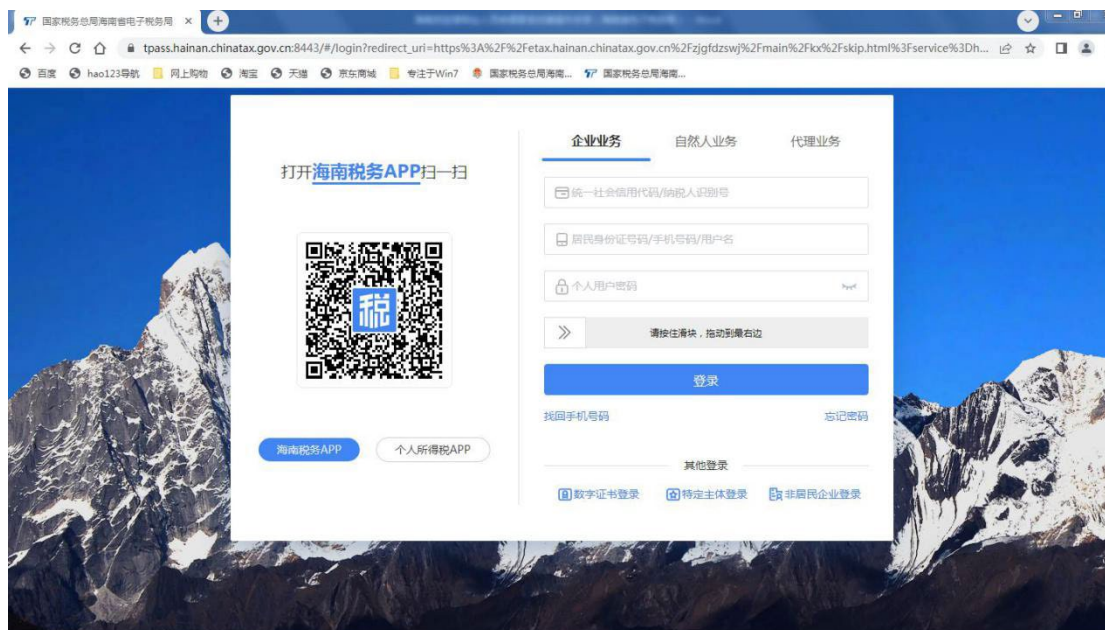 国家税务总局海南省电子税务局
tpass.hainan.chinatax.gov.cn:8443/#/login?redirect_uri=https%3A%2F%2Fetax.hainan.chinatax.gov.cn%2Fzjgfdzswj%2Fmain%2Fkx%2Fskip.html%3Fservice%3Dh...
百度 hao123导航 网上购物 淘宝 天猫 京东商城 专注于Win7 国家税务总局海南... 国家税务总局海南...
打开海南税务APP扫一扫
税
海南税务APP 个人所得税APP
企业业务 自然人业务 代理业务
统一社会信用代码/纳税人识别号
居民身份证号码/手机号码/用户名
个人用户密码
请按住滑块，拖动到最右边
登录
找回手机号码 忘记密码
其他登录
数字证书登录 特定主体登录 非居民企业登录